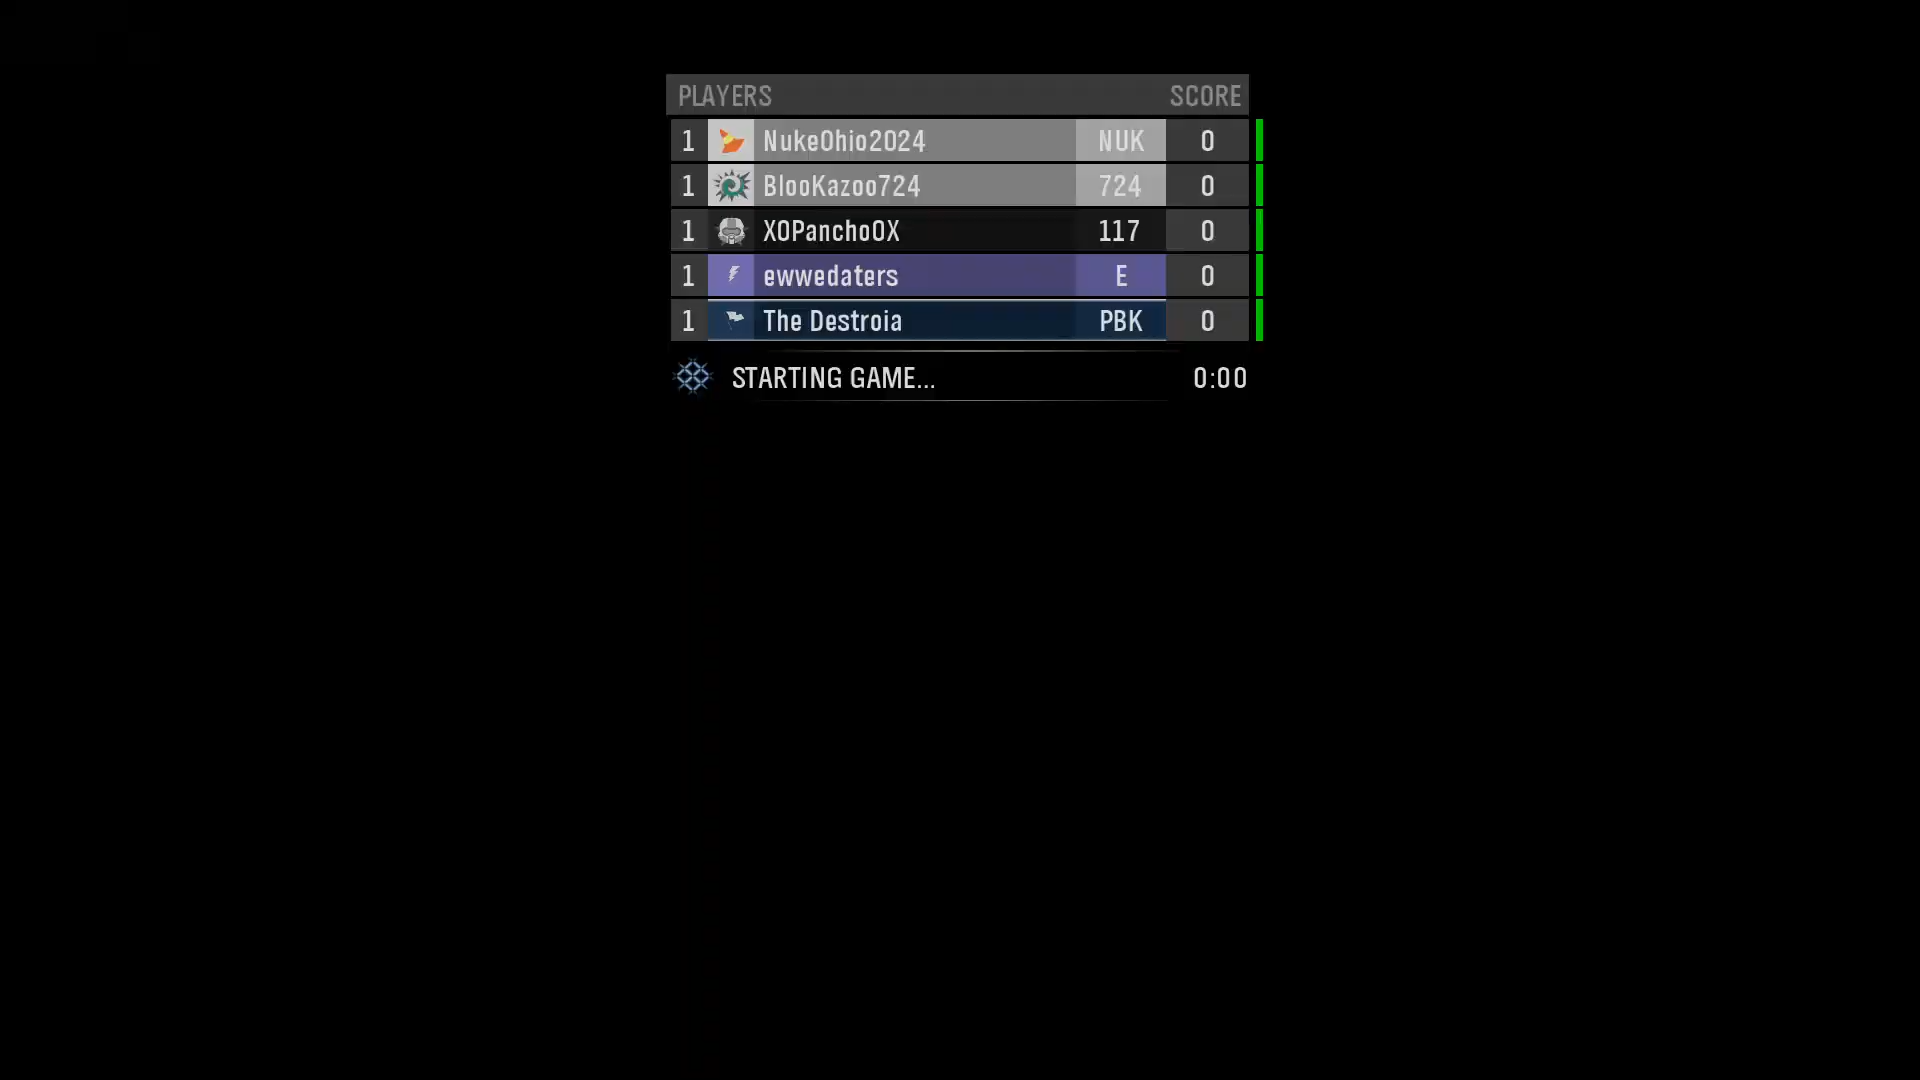 PLAYERS SCORE
1 NukeOhio2024 NUK 0
1 BlooKazoo724 724 0
1 XOPanchoOX 117 0
1 ewwedaters E 0
1 The Destroia PBK 0
STARTING GAME... 0:00